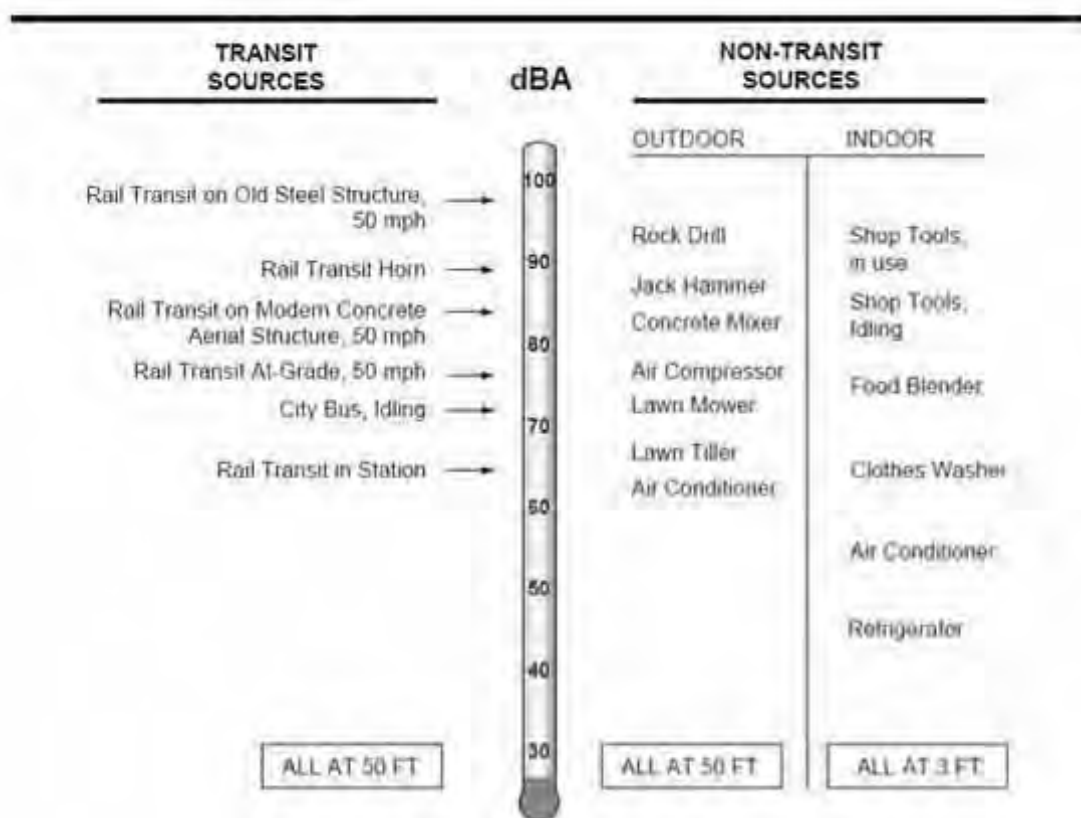 TRANSIT
SOURCES
dBA
NON-TRANSIT
SOURCES
OUTDOOR
INDOOR
100
90
80
70
60
50
40
30
Rail Transit on Old Steel Structure,
50 mph
Rail Transit Horn
Rail Transit on Modern Concrete
Aerial Structure, 50 mph
Rail Transit At-Grade, 50 mph
City Bus, Idling
Rail Transit in Station
ALL AT 50 FT
Rock Drill
Jack Hammer
Concrete Mixer
Air Compressor
Lawn Mower
Lawn Tiller
Air Conditioner
ALL AT 50 FT
Shop Tools,
in use
Shop Tools,
Idling
Food Blender
Clothes Washer
Air Conditioner
Refrigerator
ALL AT 3 FT